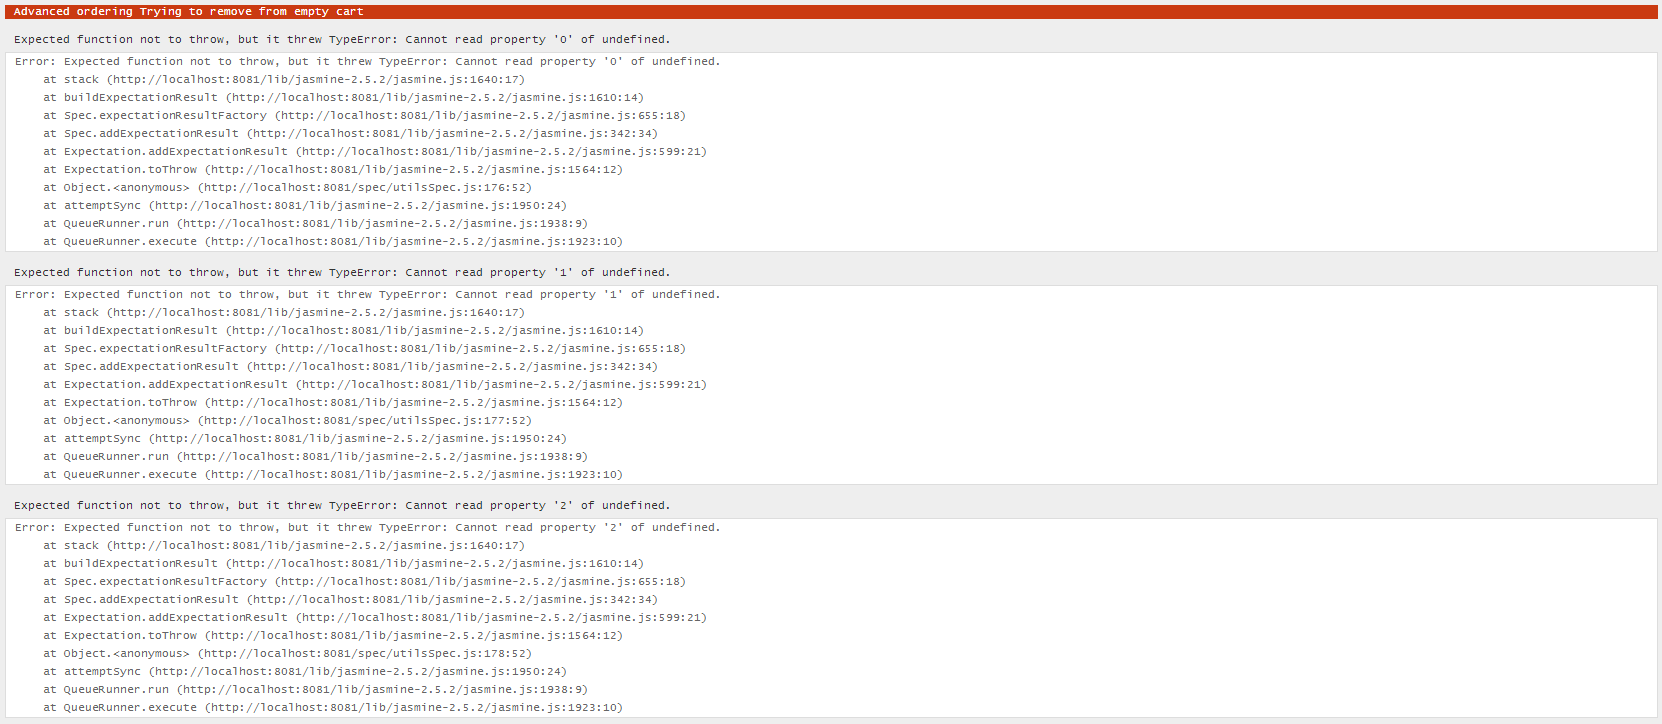 Advanced ordering Trying to remove from empty cart
Expected function not to throw, but it threw TypeError: Cannot read property '0' of undefined.
Error: Expected function not to throw, but it threw TypeError: Cannot read property '0' of undefined.
at stack (http://localhost:8081/lib/jasmine-2.5.2/jasmine.js:1640:17)
at buildExpectationResult (http://localhost:8081/lib/jasmine-2.5.2/jasmine.js:1610:14)
at Spec.expectationResultFactory (http://localhost:8081/lib/jasmine-2.5.2/jasmine.js:655:18)
at Spec.addExpectationResult (http://localhost:8081/lib/jasmine-2.5.2/jasmine.js:342:34)
at Expectation.addExpectationResult (http://localhost:8081/lib/jasmine-2.5.2/jasmine.js:599:21)
at Expectation.toThrow (http://localhost:8081/lib/jasmine-2.5.2/jasmine.js:1564:12)
at Object.<anonymous> (http://localhost:8081/spec/utilsSpec.js:176:52)
at attemptSync (http://localhost:8081/lib/jasmine-2.5.2/jasmine.js:1950:24)
at QueueRunner.run (http://localhost:8081/lib/jasmine-2.5.2/jasmine.js:1938:9)
at QueueRunner.execute (http://localhost:8081/lib/jasmine-2.5.2/jasmine.js:1923:10)
Expected function not to throw, but it threw TypeError: Cannot read property '1' of undefined.
Error: Expected function not to throw, but it threw TypeError: Cannot read property '1' of undefined.
at stack (http://localhost:8081/lib/jasmine-2.5.2/jasmine.js:1640:17)
at buildExpectationResult (http://localhost:8081/lib/jasmine-2.5.2/jasmine.js:1610:14)
at Spec.expectationResultFactory (http://localhost:8081/lib/jasmine-2.5.2/jasmine.js:655:18)
at Spec.addExpectationResult (http://localhost:8081/lib/jasmine-2.5.2/jasmine.js:342:34)
at Expectation.addExpectationResult (http://localhost:8081/lib/jasmine-2.5.2/jasmine.js:599:21)
at Expectation.toThrow (http://localhost:8081/lib/jasmine-2.5.2/jasmine.js:1564:12)
at Object.<anonymous> (http://localhost:8081/spec/utilsSpec.js:177:52)
at attemptSync (http://localhost:8081/lib/jasmine-2.5.2/jasmine.js:1950:24)
at QueueRunner.run (http://localhost:8081/lib/jasmine-2.5.2/jasmine.js:1938:9)
at QueueRunner.execute (http://localhost:8081/lib/jasmine-2.5.2/jasmine.js:1923:10)
Expected function not to throw, but it threw TypeError: Cannot read property '2' of undefined.
Error: Expected function not to throw, but it threw TypeError: Cannot read property '2' of undefined.
at stack (http://localhost:8081/lib/jasmine-2.5.2/jasmine.js:1640:17)
at buildExpectationResult (http://localhost:8081/lib/jasmine-2.5.2/jasmine.js:1610:14)
at Spec.expectationResultFactory (http://localhost:8081/lib/jasmine-2.5.2/jasmine.js:655:18)
at Spec.addExpectationResult (http://localhost:8081/lib/jasmine-2.5.2/jasmine.js:342:34)
at Expectation.addExpectationResult (http://localhost:8081/lib/jasmine-2.5.2/jasmine.js:599:21)
at Expectation.toThrow (http://localhost:8081/lib/jasmine-2.5.2/jasmine.js:1564:12)
at Object.<anonymous> (http://localhost:8081/spec/utilsSpec.js:178:52)
at attemptSync (http://localhost:8081/lib/jasmine-2.5.2/jasmine.js:1950:24)
at QueueRunner.run (http://localhost:8081/lib/jasmine-2.5.2/jasmine.js:1938:9)
at QueueRunner.execute (http://localhost:8081/lib/jasmine-2.5.2/jasmine.js:1923:10)